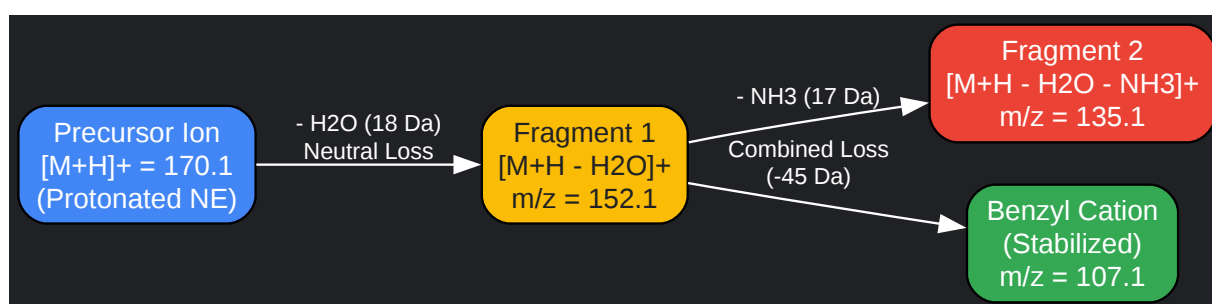 Precursor Ion
[M+H]+ = 170.1
(Protonated NE)
- H2O (18 Da)
Neutral Loss
Fragment 1
[M+H - H2O]+
m/z = 152.1
- NH3 (17 Da)
Combined Loss
(-45 Da)
Fragment 2
[M+H - H2O - NH3]+
m/z = 135.1
Benzyl Cation
(Stabilized)
m/z = 107.1